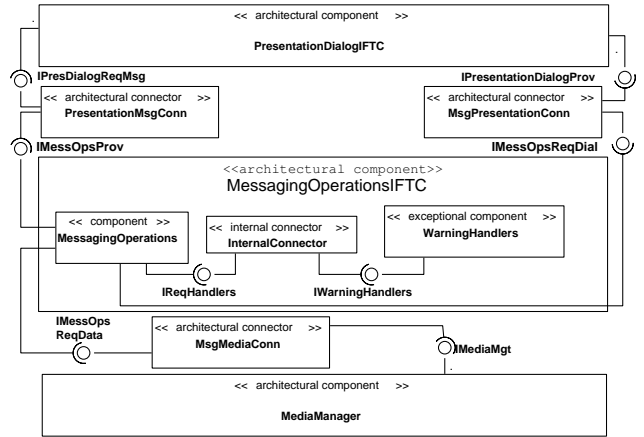 << architectural component >>
PresentationDialogIFTC
IPresDialogReqMsg
IPresentationDialogProv
<< architectural connector >>
PresentationMsgConn
<< architectural connector >>
MsgPresentationConn
IMessOpsProv
IMessOpsReqDial
<<architectural component>>
MessagingOperationsIFTC
<< component >>
MessagingOperations
<< internal connector >>
InternalConnector
<< exceptional component >>
WarningHandlers
IReqHandlers
IWarningHandlers
IMessOps
ReqData
<< architectural connector >>
MsgMediaConn
IMediaMgt
<< architectural component >>
MediaManager